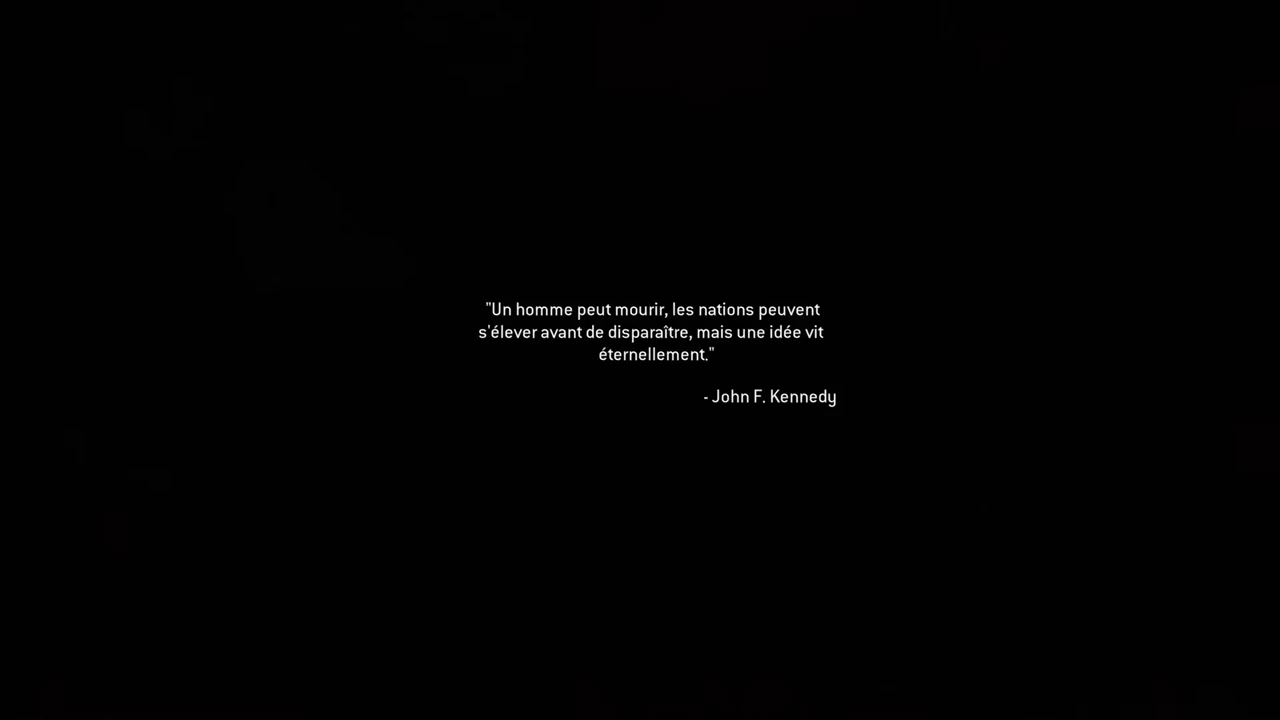 "Un homme peut mourir, les nations peuvent
s'élever avant de disparaître, mais une idée vit
éternellement."
- John F. Kennedy